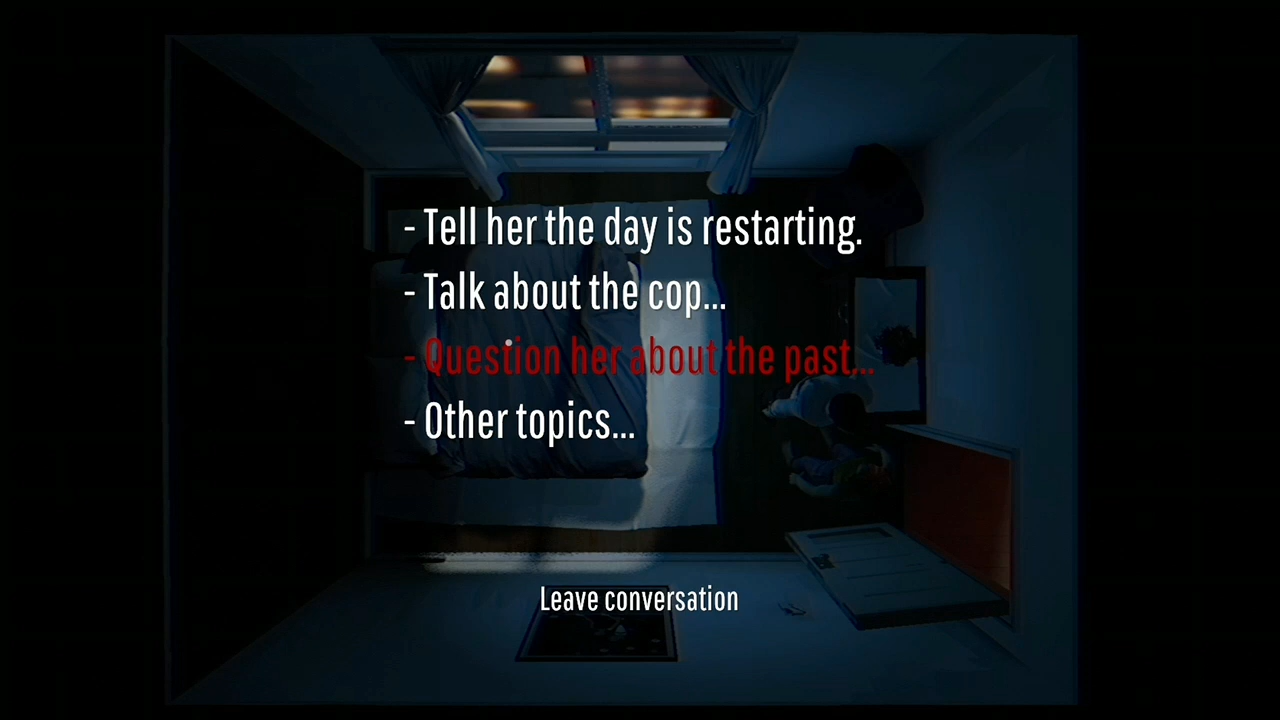 - Tell her the day is restarting.
- Talk about the cop...
- Question her about the past...
- Other topics...
Leave conversation